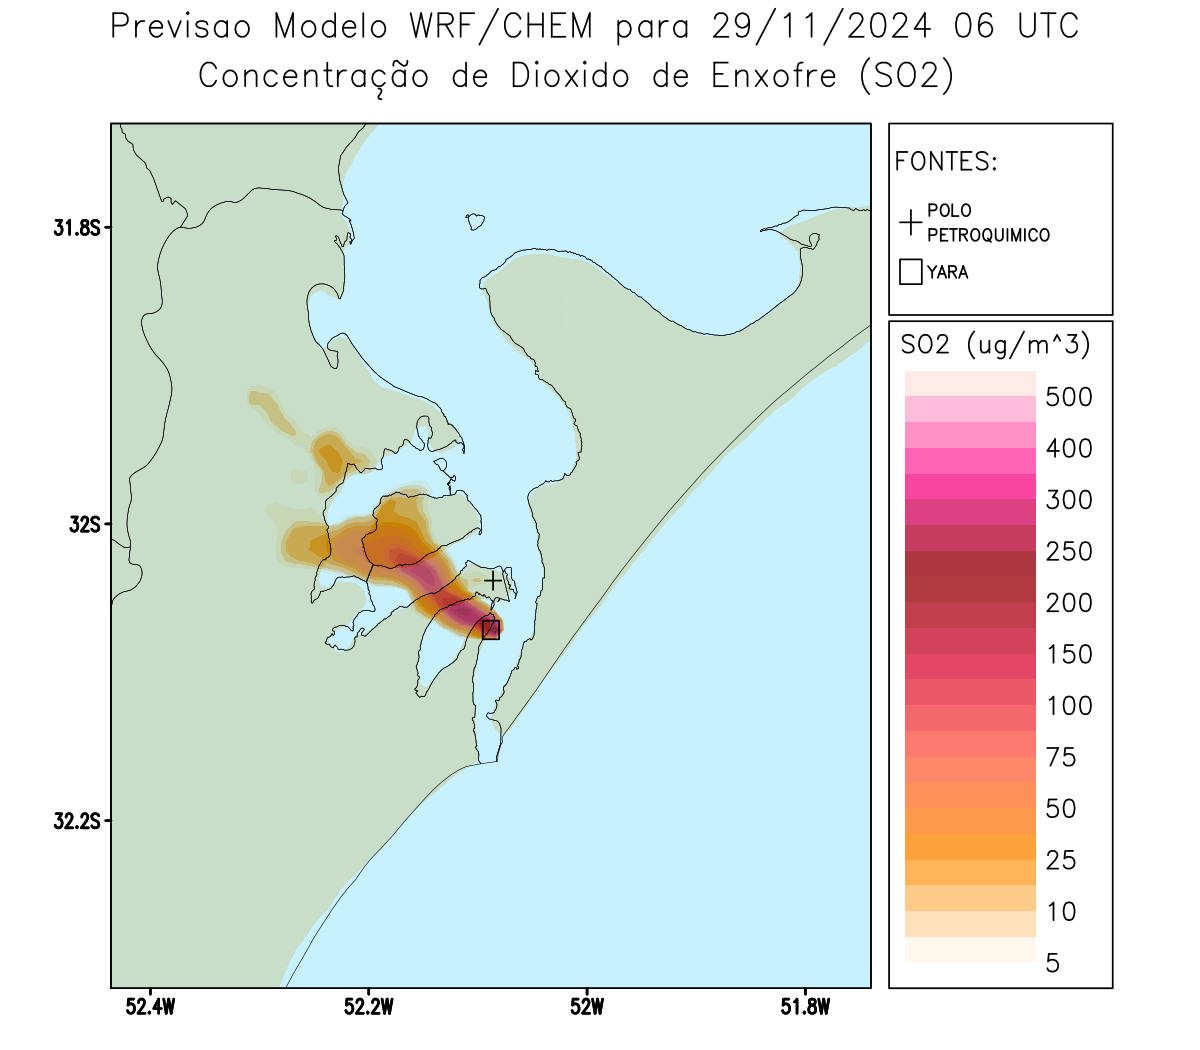 Previsao Modelo WRF/CHEM para 29/11/2024 06 UTC
Concentração de Dioxido de Enxofre (SO2)
FONTES:
POLO
PETROQUIMICO
YARA
SO2 (ug/m^3)
500
400
300
250
200
150
100
75
50
25
10
5
31.8S
32S
32.2S
52.4W
52.2W
52W
51.8W